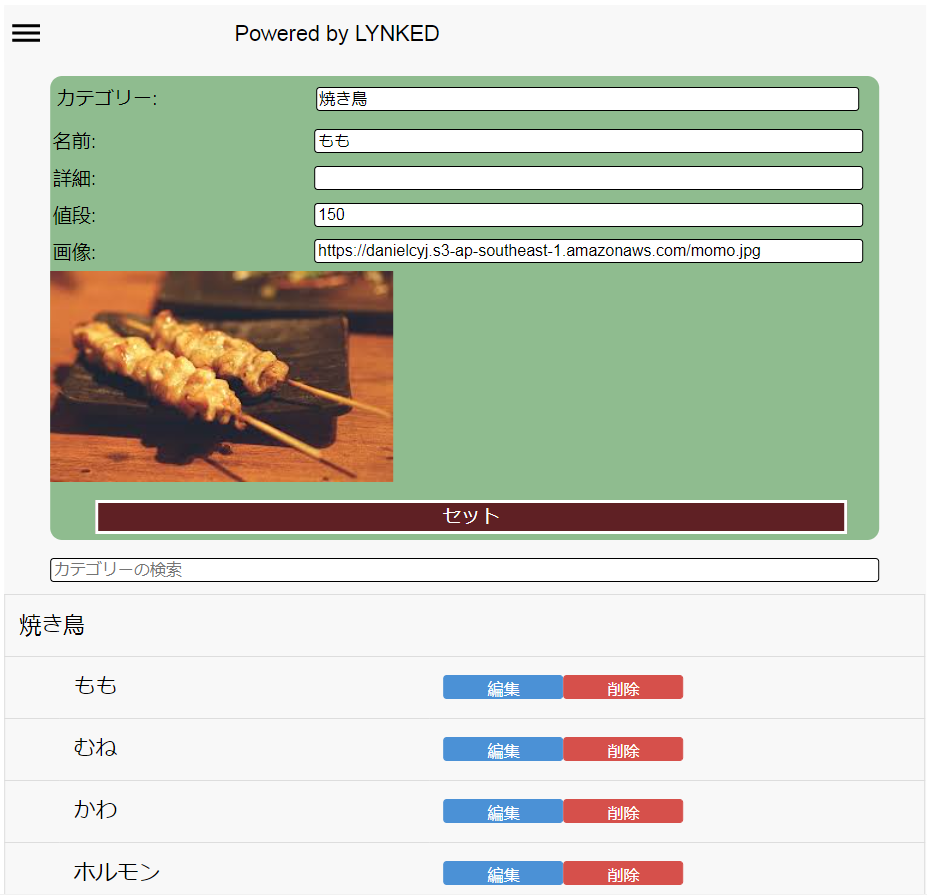 Powered by LYNKED
カテゴリー: 焼き鳥
名前: もも
詳細:
値段: 150
画像: https://danielcyj.s3-ap-southeast-1.amazonaws.com/momo.jpg
セット
カテゴリーの検索
焼き鳥
もも 編集 削除
むね 編集 削除
かわ 編集 削除
ホルモン 編集 削除